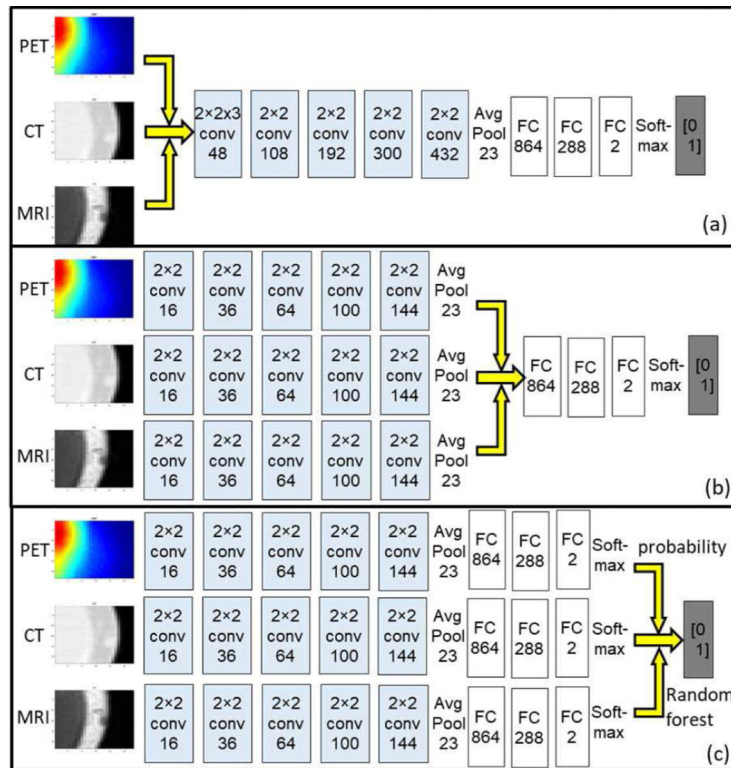 PET
CT
MRI
2×2x3 conv 48
2×2 conv 108
2×2 conv 192
2×2 conv 300
2×2 conv 432
Avg Pool 23
FC 864
FC 288
FC 2
Soft-max
[0 1]
(a)
PET
2×2 conv 16
2×2 conv 36
2×2 conv 64
2×2 conv 100
2×2 conv 144
Avg Pool 23
CT
2×2 conv 16
2×2 conv 36
2×2 conv 64
2×2 conv 100
2×2 conv 144
Avg Pool 23
MRI
2×2 conv 16
2×2 conv 36
2×2 conv 64
2×2 conv 100
2×2 conv 144
Avg Pool 23
FC 864
FC 288
FC 2
Soft-max
[0 1]
(b)
PET
2×2 conv 16
2×2 conv 36
2×2 conv 64
2×2 conv 100
2×2 conv 144
Avg Pool 23
FC 864
FC 288
FC 2
Soft-max
probability
CT
2×2 conv 16
2×2 conv 36
2×2 conv 64
2×2 conv 100
2×2 conv 144
Avg Pool 23
FC 864
FC 288
FC 2
Soft-max
[0 1]
MRI
2×2 conv 16
2×2 conv 36
2×2 conv 64
2×2 conv 100
2×2 conv 144
Avg Pool 23
FC 864
FC 288
FC 2
Soft-max
Random forest
(c)